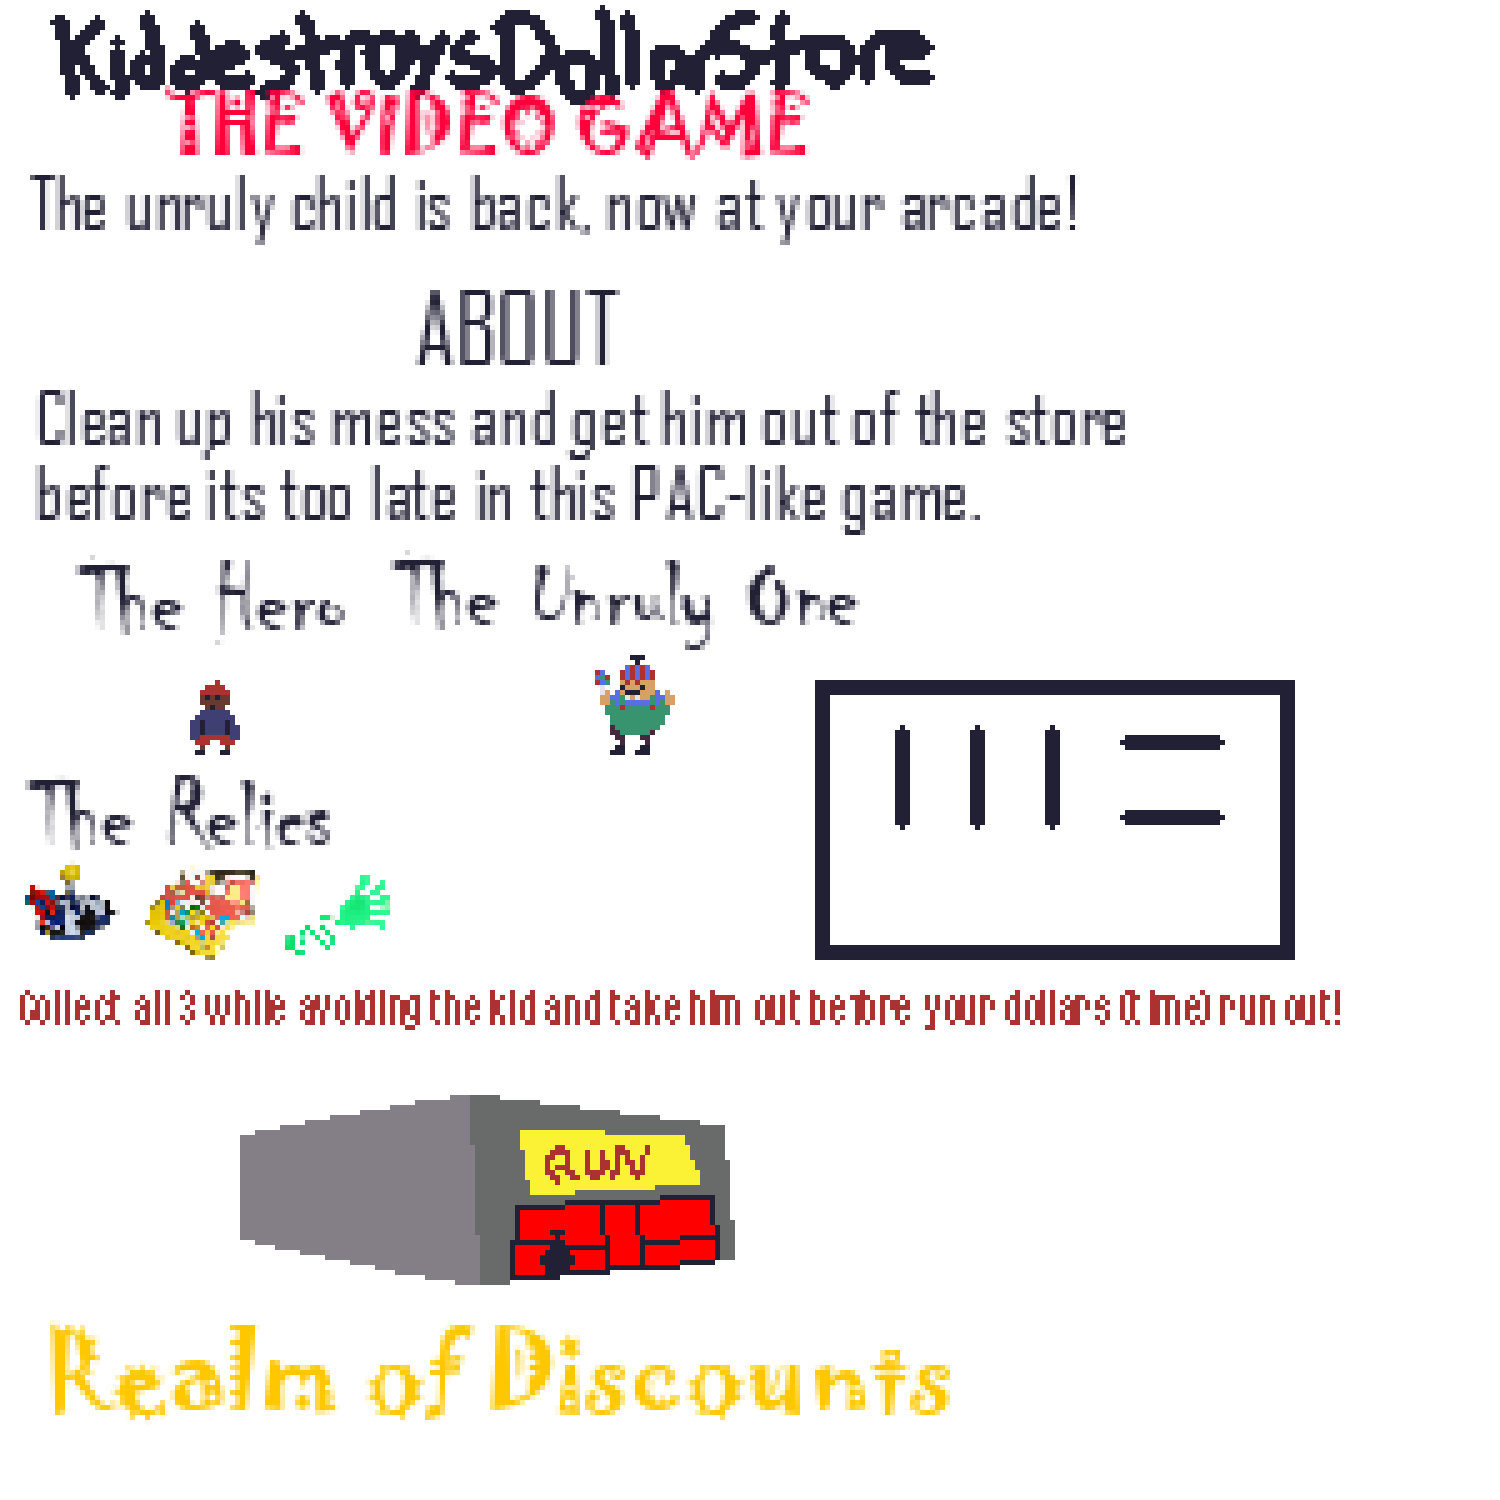 KiddestroysDollarStore
THE VIDEO GAME
The unruly child is back, now at your arcade!
ABOUT
Clean up his mess and get him out of the store
before its too late in this PAC-like game.
The Hero
The Unruly One
The Relics
Collect all 3 while avoiding the kid and take him out before your dollars (time) run out!
RUN
Realm of Discounts